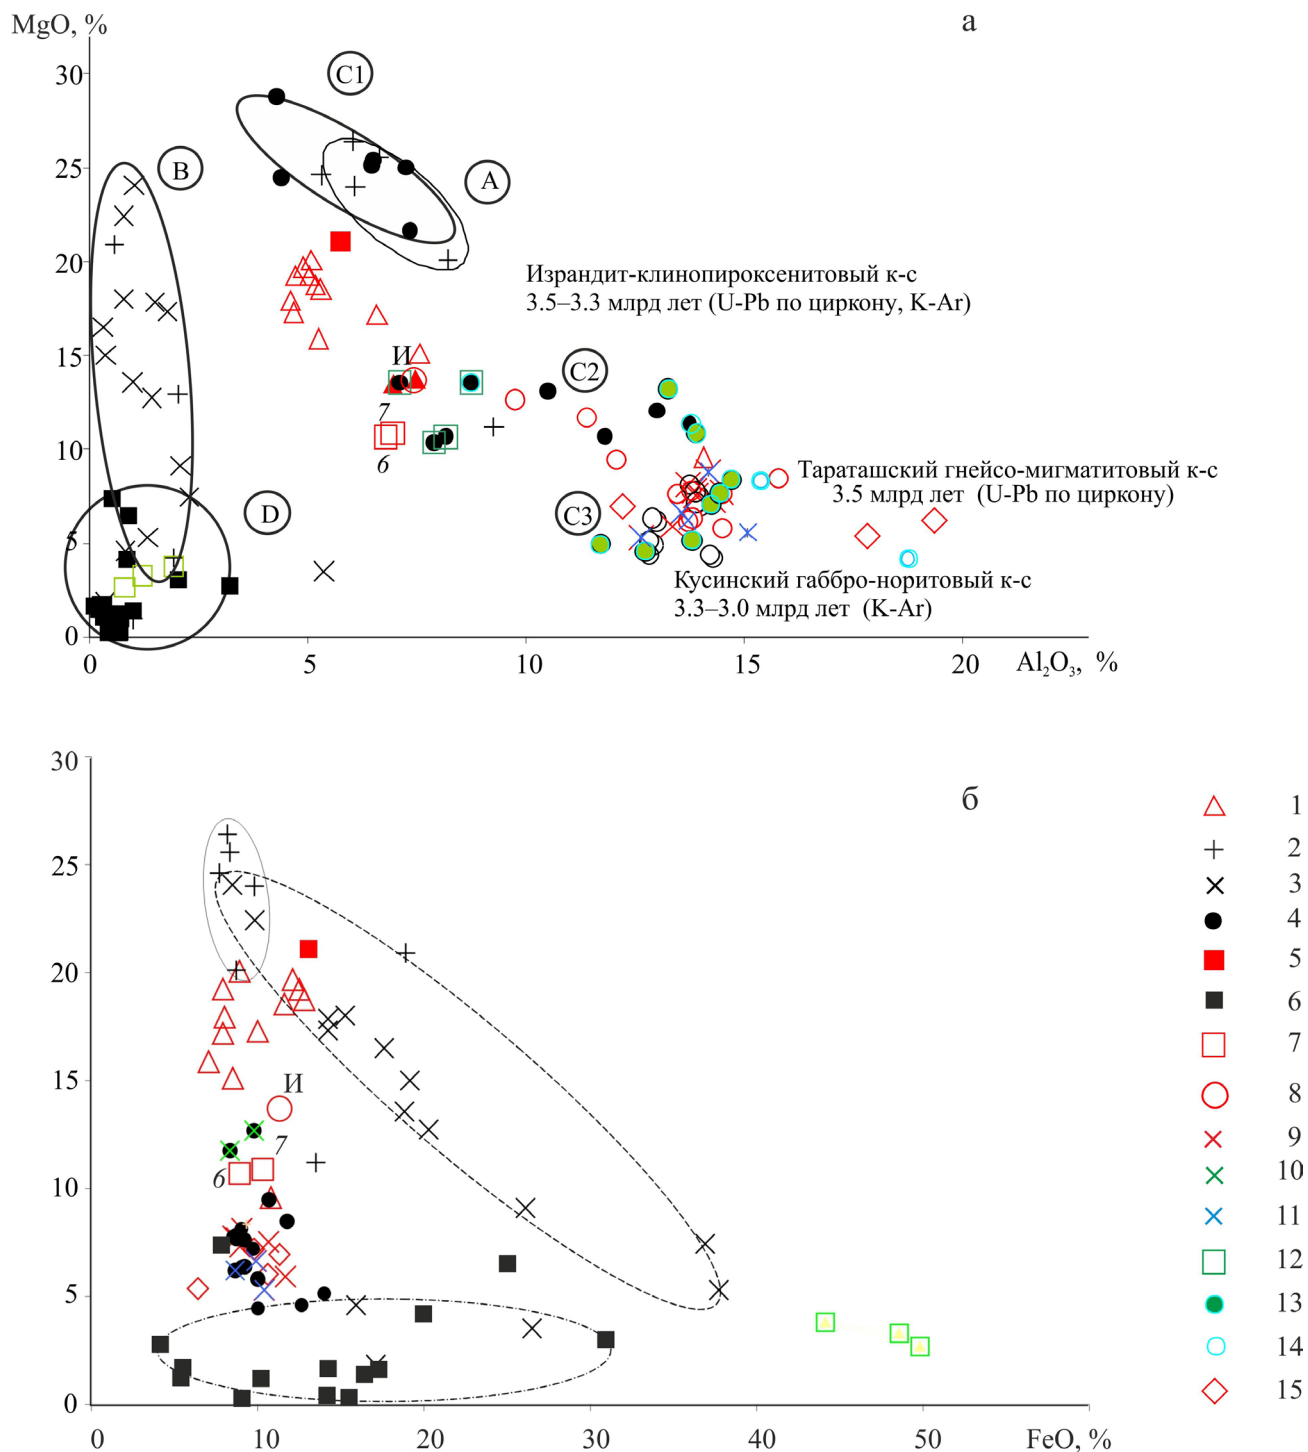 MgO, %
а
30
C1
B
25
A
20
Израндит-клинопироксенитовый к-с
3.5–3.3 млрд лет (U-Pb по циркону, K-Ar)
15
И
C2
7
10
6
Тараташский гнейсо-мигматитовый к-с
3.5 млрд лет (U-Pb по циркону)
D
C3
5
Кусинский габбро-норитовый к-с
3.3–3.0 млрд лет (K-Ar)
0
0 5 10 15 20 Al₂O₃, %
30
б
1
25
2
3
4
20
5
6
7
15
И
8
7
9
6
10
10
11
12
5
13
14
15
0
0 10 20 30 40 50 FeO, %